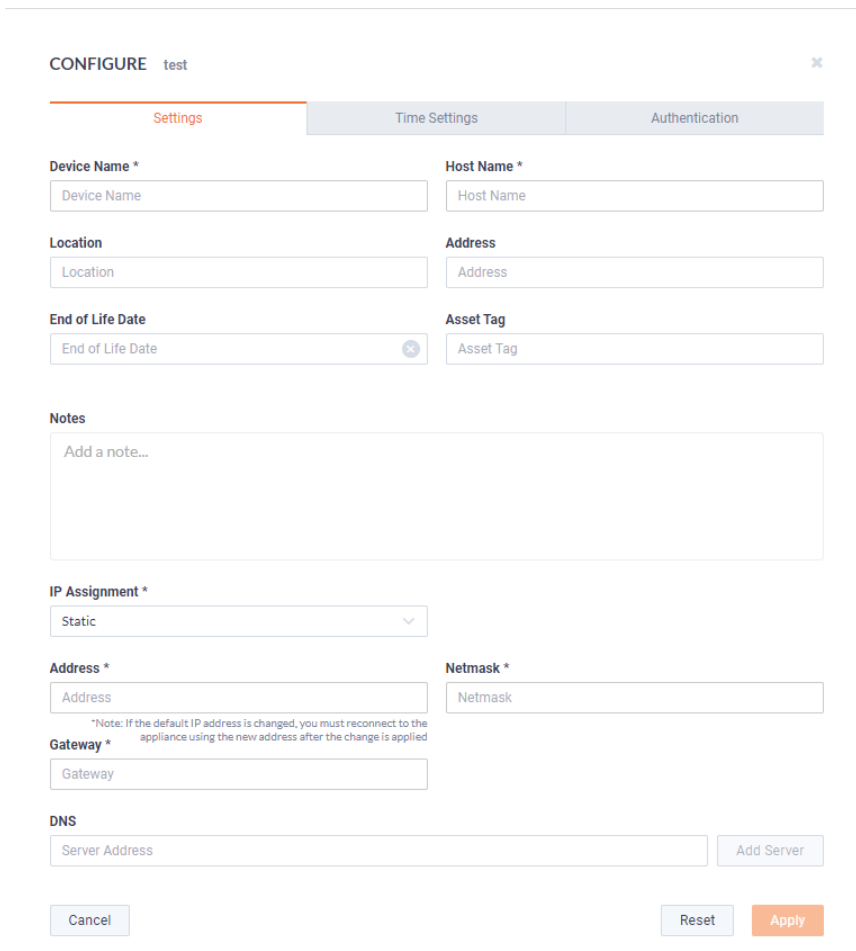 CONFIGURE test
Settings Time Settings Authentication
Device Name * Host Name *
Device Name Host Name
Location Address
Location Address
End of Life Date Asset Tag
End of Life Date Asset Tag
Notes
Add a note...
IP Assignment *
Static
Address * Netmask *
Address Netmask
*Note: If the default IP address is changed, you must reconnect to the
appliance using the new address after the change is applied
Gateway *
Gateway
DNS
Server Address Add Server
Cancel Reset Apply